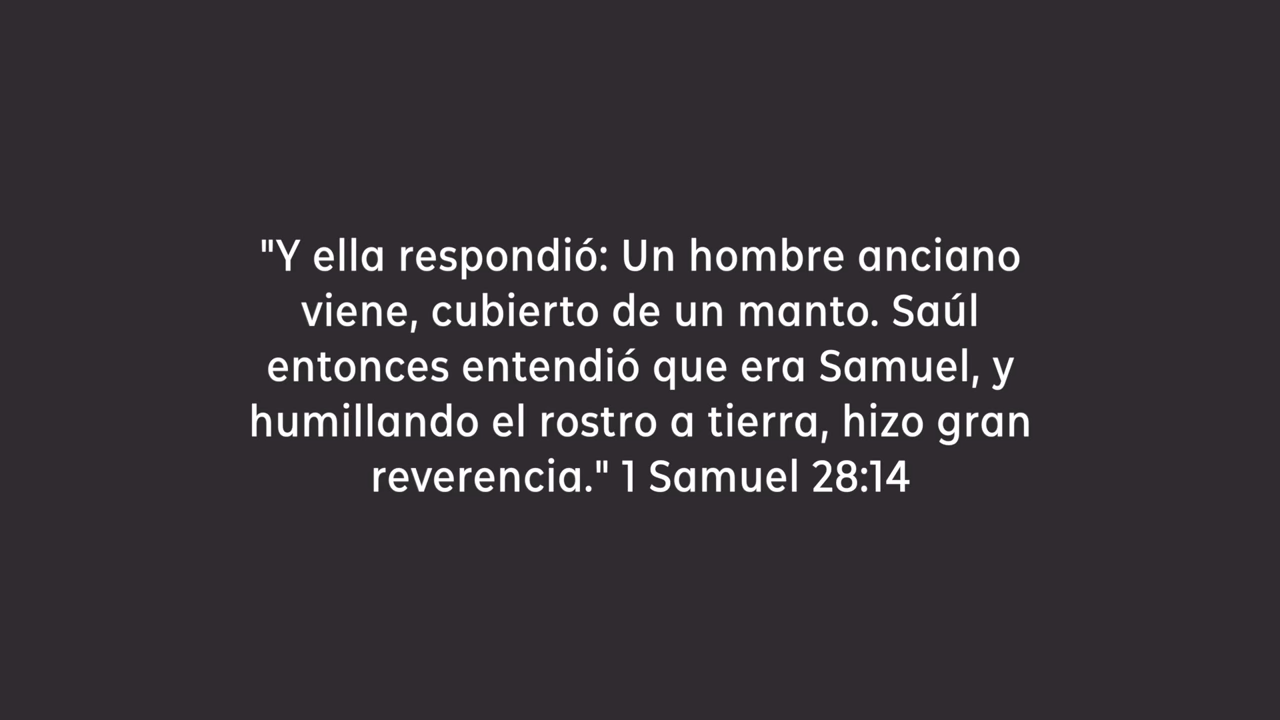 "Y ella respondió: Un hombre anciano
viene, cubierto de un manto. Saúl
entonces entendió que era Samuel, y
humillando el rostro a tierra, hizo gran
reverencia." 1 Samuel 28:14